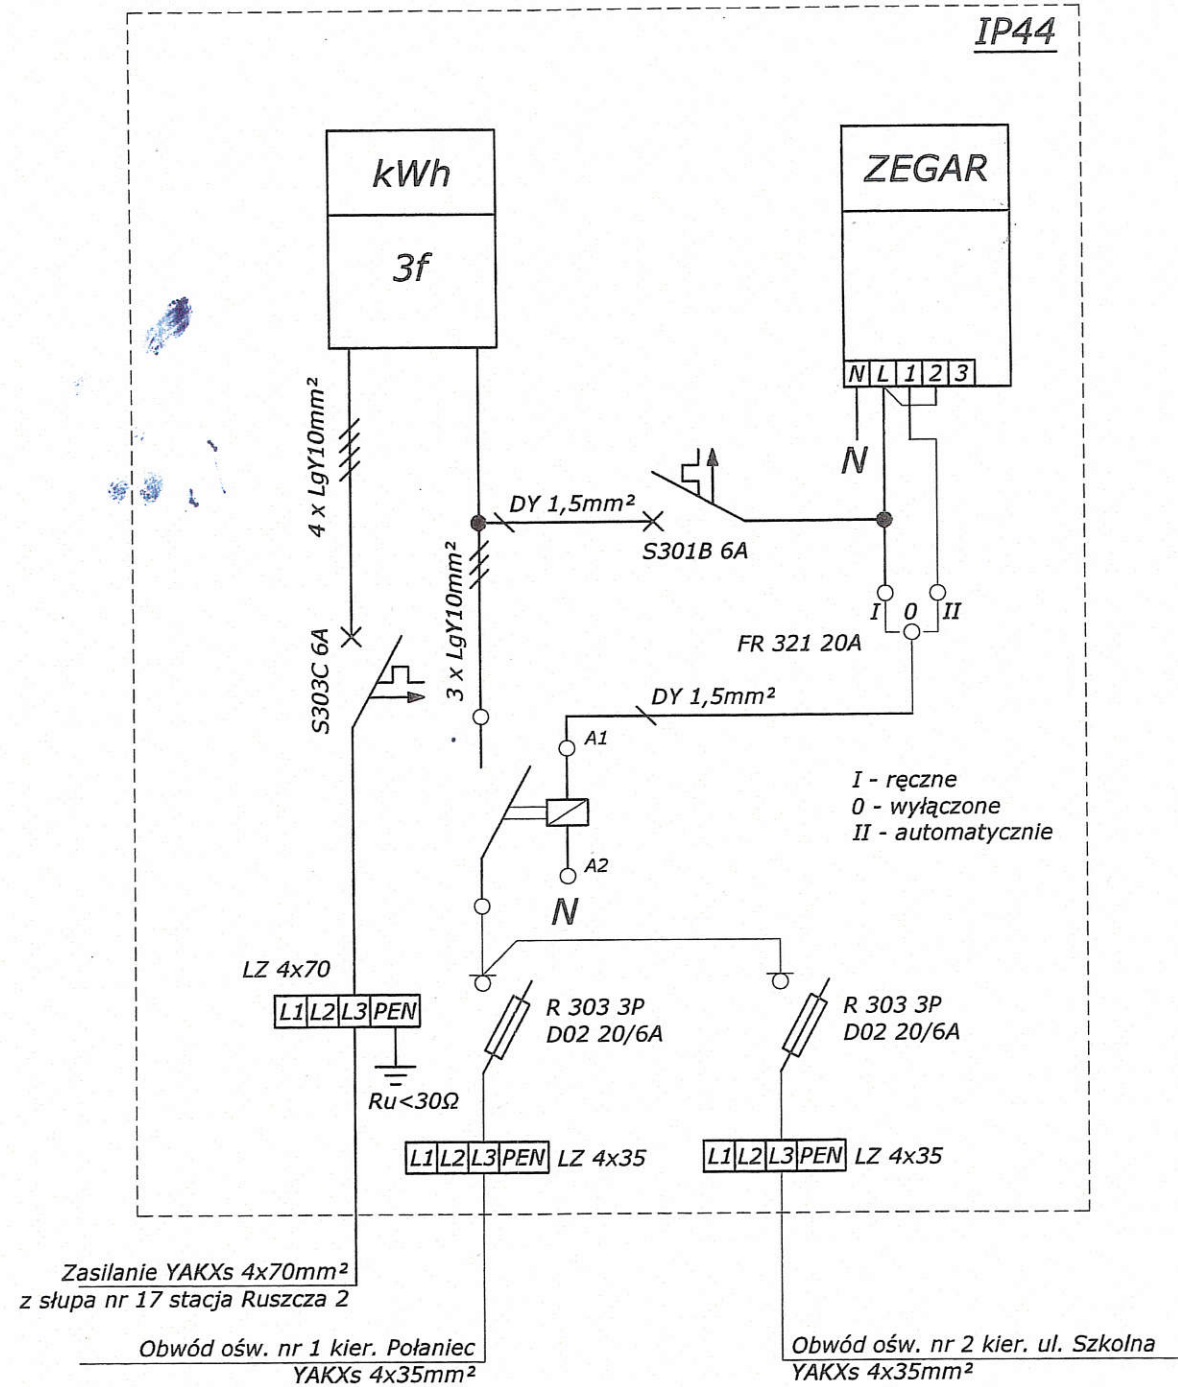 IP44
kWh
3f
ZEGAR
N L 1 2 3
N
4 x LgY10mm²
DY 1,5mm²
S301B 6A
3 x LgY10mm²
S303C 6A
I 0 II
FR 321 20A
DY 1,5mm²
A1
I - ręczne
0 - wyłączone
II - automatycznie
A2
N
LZ 4x70
L1 L2 L3 PEN
R 303 3P
D02 20/6A
R 303 3P
D02 20/6A
Ru<30Ω
L1 L2 L3 PEN LZ 4x35
L1 L2 L3 PEN LZ 4x35
Zasilanie YAKXs 4x70mm²
z słupa nr 17 stacja Ruszcza 2
Obwód ośw. nr 1 kier. Połaniec
YAKXs 4x35mm²
Obwód ośw. nr 2 kier. ul. Szkolna
YAKXs 4x35mm²